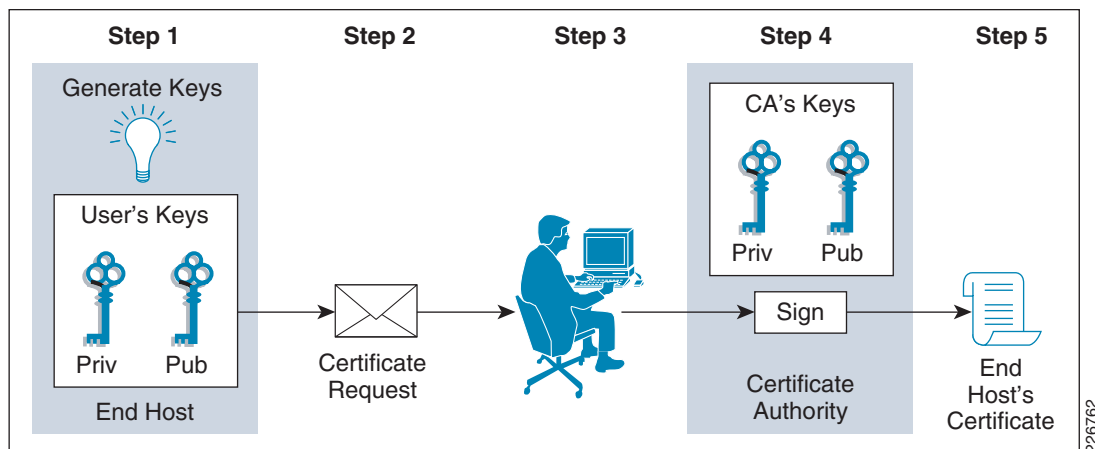 Step 1
Step 2
Step 3
Step 4
Step 5
Generate Keys
User's Keys
Priv
Pub
End Host
Certificate
Request
CA's Keys
Priv
Pub
Sign
Certificate
Authority
End
Host's
Certificate
226762